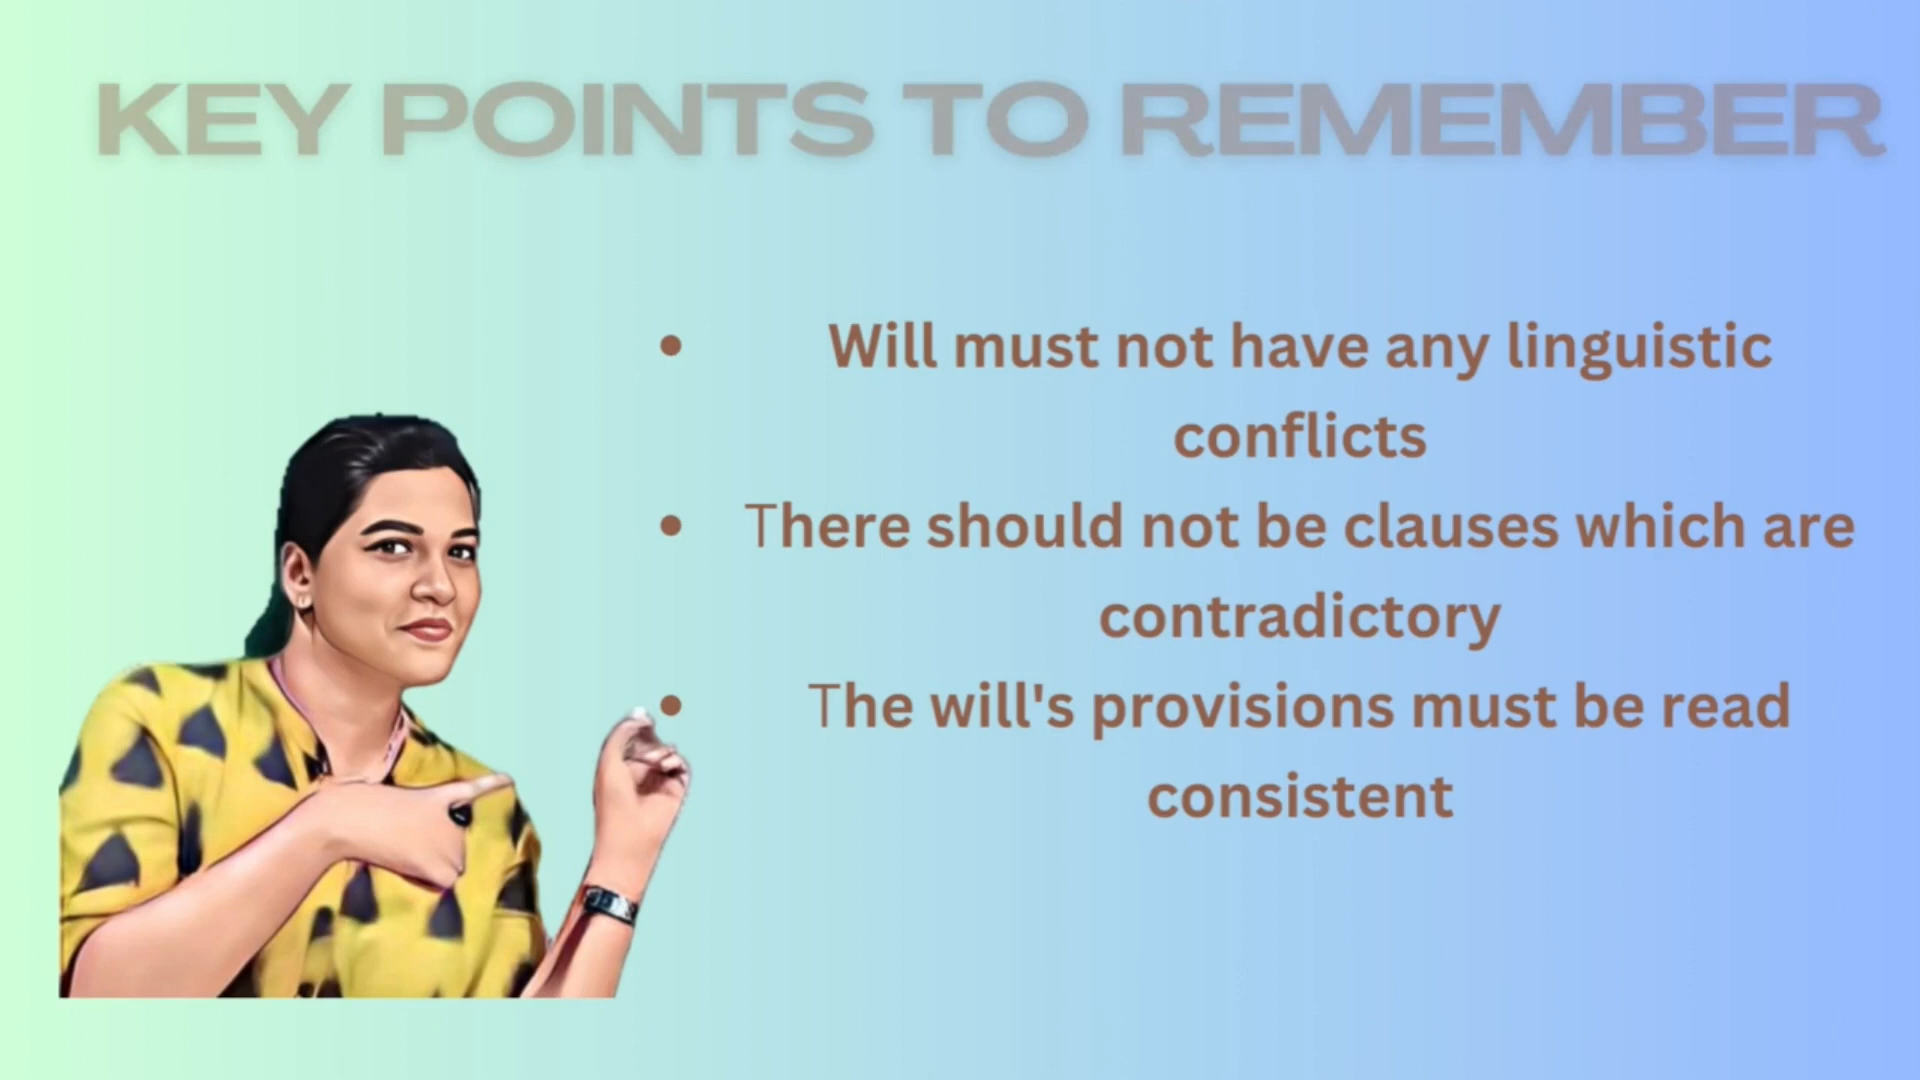 KEY POINTS TO REMEMBER
• Will must not have any linguistic
conflicts
• There should not be clauses which are
contradictory
• The will's provisions must be read
consistent